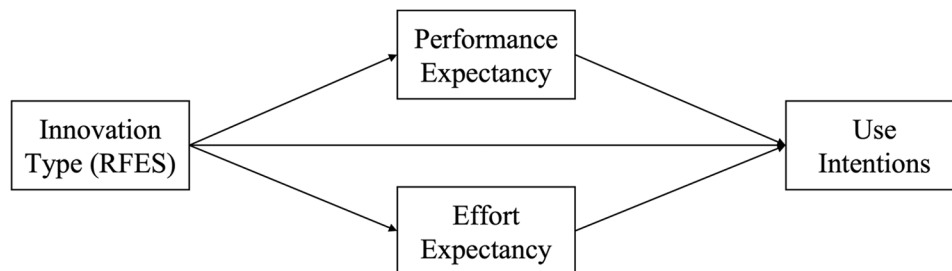 Performance
Expectancy
Innovation
Type (RFES)
Use
Intentions
Effort
Expectancy